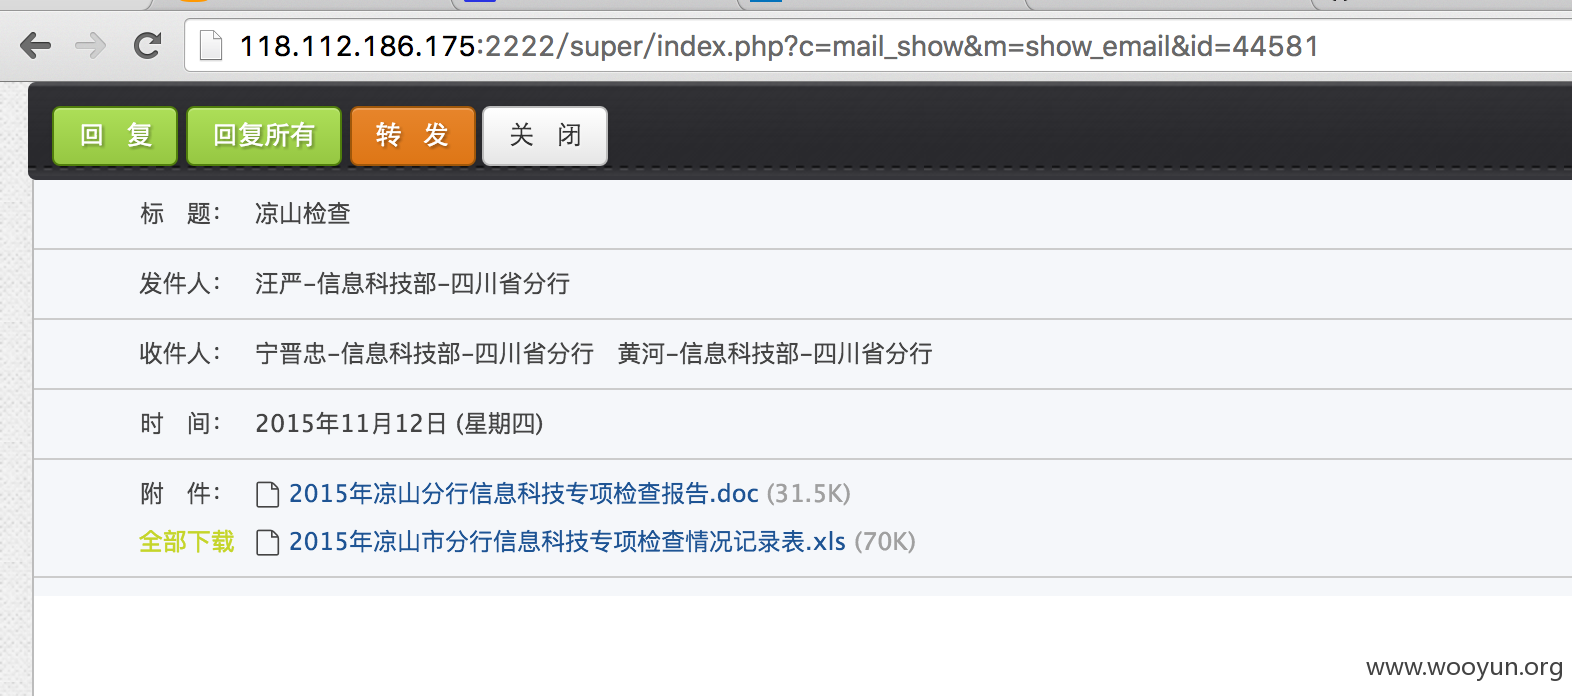 118.112.186.175:2222/super/index.php?c=mail_show&m=show_email&id=44581
回 复 回复所有 转 发 关 闭
标 题： 凉山检查
发件人： 汪严-信息科技部-四川省分行
收件人： 宁晋忠-信息科技部-四川省分行 黄河-信息科技部-四川省分行
时 间： 2015年11月12日 (星期四)
附 件： 2015年凉山分行信息科技专项检查报告.doc (31.5K)
全部下载 2015年凉山市分行信息科技专项检查情况记录表.xls (70K)
www.wooyun.org